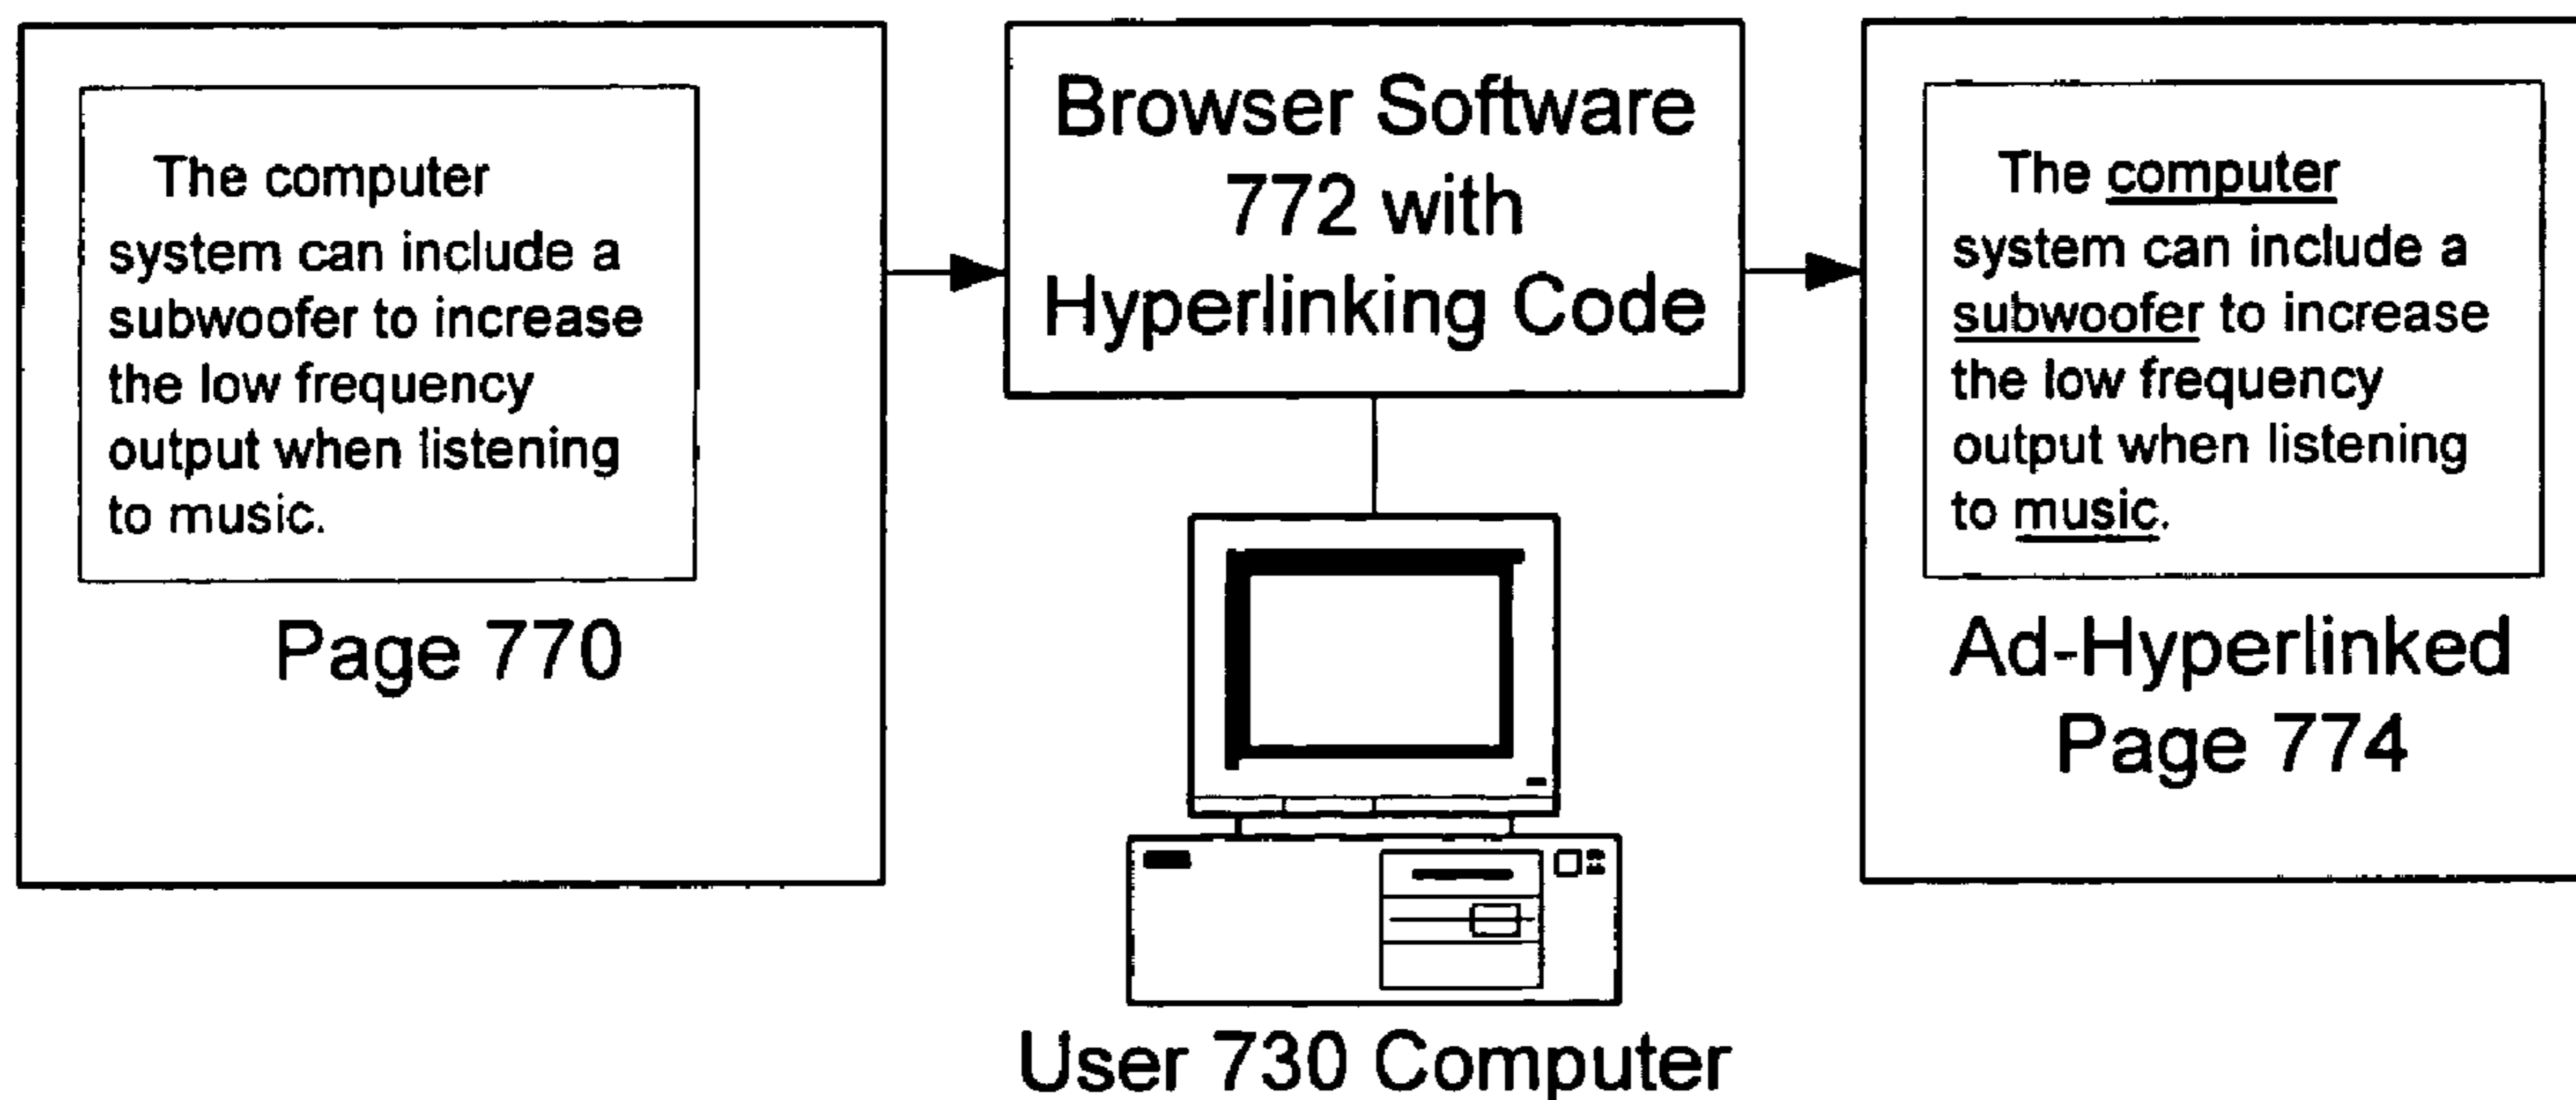 The computer
system can include a
subwoofer to increase
the low frequency
output when listening
to music.
Page 770
Browser Software
772 with
Hyperlinking Code
User 730 Computer
The computer
system can include a
subwoofer to increase
the low frequency
output when listening
to music.
Ad-Hyperlinked
Page 774